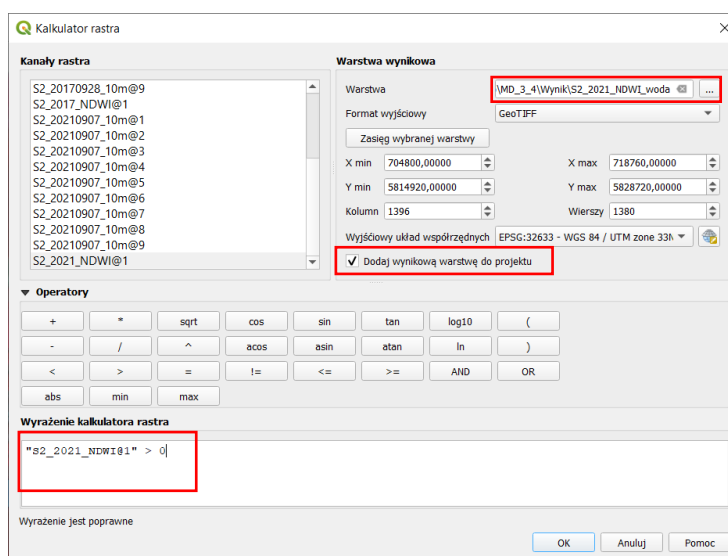 Kalkulator rastra
Kanały rastra
S2_20170928_10m@9
S2_2017_NDWI@1
S2_20210907_10m@1
S2_20210907_10m@2
S2_20210907_10m@3
S2_20210907_10m@4
S2_20210907_10m@5
S2_20210907_10m@6
S2_20210907_10m@7
S2_20210907_10m@8
S2_20210907_10m@9
S2_2021_NDWI@1
Warstwa wynikowa
Warstwa \MD_3_4\Wynik\S2_2021_NDWI_woda ...
Format wyjściowy GeoTIFF
Zasięg wybranej warstwy
X min 704800,00000 X max 718760,00000
Y min 5814920,00000 Y max 5828720,00000
Kolumn 1396 Wierszy 1380
Wyjściowy układ współrzędnych EPSG:32633 - WGS 84 / UTM zone 33N
Dodaj wynikową warstwę do projektu
Operatory
+ * sqrt cos sin tan log10 (
- / ^ acos asin atan ln )
< > = != <= >= AND OR
abs min max
Wyrażenie kalkulatora rastra
"S2_2021_NDWI@1" > 0
Wyrażenie jest poprawne
OK Anuluj Pomoc